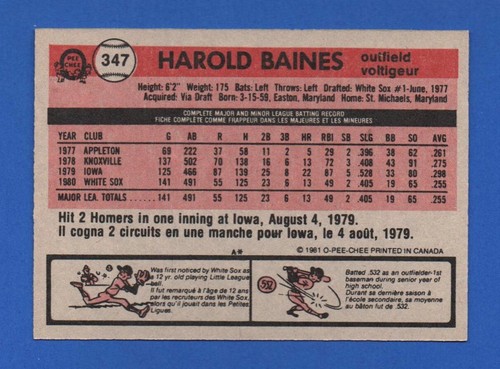 O PEE CHEE
347
HAROLD BAINES
outfield
voltigeur
Height: 6'2" Weight: 175 Bats: Left Throws: Left Drafted: White Sox #1-June, 1977
Acquired: Via Draft Born: 3-15-59, Easton, Maryland Home: St. Michaels, Maryland
COMPLETE MAJOR AND MINOR LEAGUE BATTING RECORD
FICHE COMPLÈTE COMME FRAPPEUR DANS LES MAJEURES ET LES MINEURES
YEAR CLUB G AB R H 2B 3B HR RBI SB SLG BB SO AVG
1977 APPLETON 69 222 37 58 11 2 5 29 2 .396 38 62 .261
1978 KNOXVILLE 137 502 70 138 16 6 13 72 3 .408 43 91 .275
1979 IOWA 125 466 87 139 25 8 22 87 5 .528 33 80 .298
1980 WHITE SOX 141 491 55 125 23 6 13 49 2 .405 19 65 .255
MAJOR LEA. TOTALS 141 491 55 125 23 6 13 49 2 .405 19 65 .255
Hit 2 Homers in one inning at Iowa, August 4, 1979.
Il cogna 2 circuits en une manche pour Iowa, le 4 août, 1979.
A*
© 1981 O-PEE-CHEE PRINTED IN CANADA
Was first noticed by White Sox as
a 12 yr. old playing Little League
ball.
Il fut remarqué à l'âge de 12 ans
par les recruteurs des White Sox,
alors qu'il jouait dans les Petites
Ligues.
.532
Batted .532 as an outfielder-1st
baseman during senior year of
high school.
Durant sa dernière saison à
l'école secondaire, sa moyenne
au bâton fut de .532.